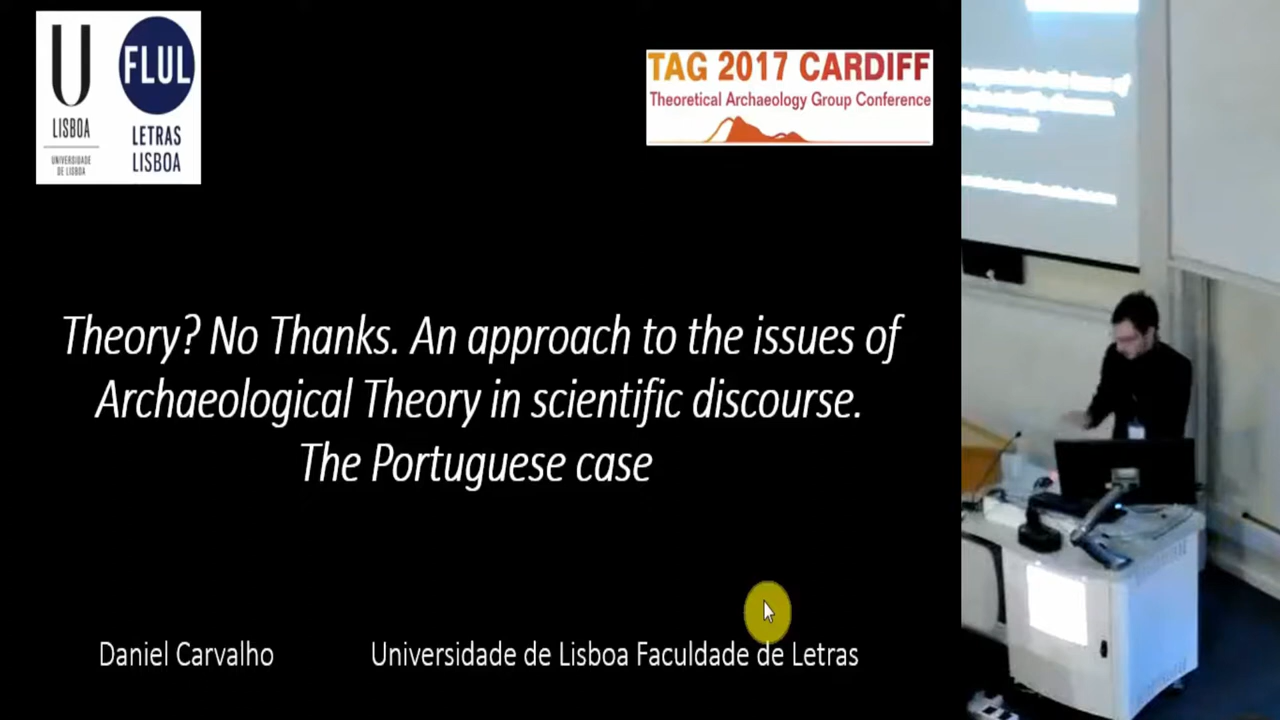 U
LISBOA
UNIVERSIDADE
DE LISBOA
FLUL
LETRAS
LISBOA
TAG 2017 CARDIFF
Theoretical Archaeology Group Conference
Theory? No Thanks. An approach to the issues of
Archaeological Theory in scientific discourse.
The Portuguese case
Daniel Carvalho
Universidade de Lisboa Faculdade de Letras